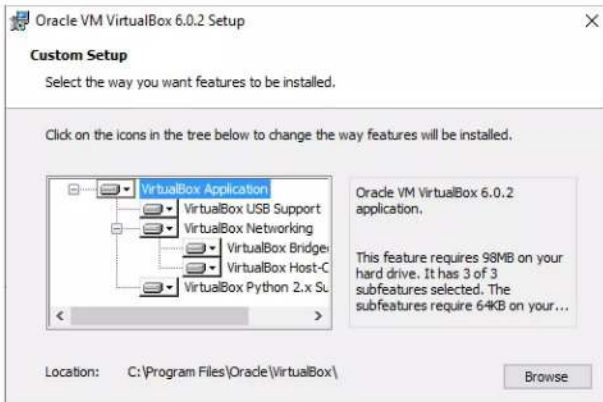 Oracle VM VirtualBox 6.0.2 Setup
Custom Setup
Select the way you want features to be installed.
Click on the icons in the tree below to change the way features will be installed.
VirtualBox Application
VirtualBox USB Support
VirtualBox Networking
VirtualBox Bridge
VirtualBox Host-C
VirtualBox Python 2.x Su
Oracle VM VirtualBox 6.0.2
application.
This feature requires 98MB on your
hard drive. It has 3 of 3
subfeatures selected. The
subfeatures require 64KB on your...
Location: C:\Program Files\Oracle\VirtualBox\
Browse